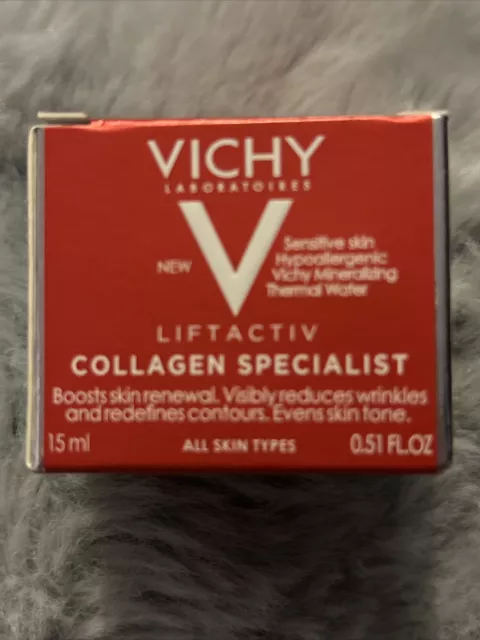 VICHY
LABORATOIRES
V
NEW
Sensitive skin
Hypoallergenic
Vichy Mineralizing
Thermal Water
LIFTACTIV
COLLAGEN SPECIALIST
Boosts skin renewal. Visibly reduces wrinkles
and redefines contours. Evens skin tone.
15 ml ALL SKIN TYPES 0.51 FL.OZ